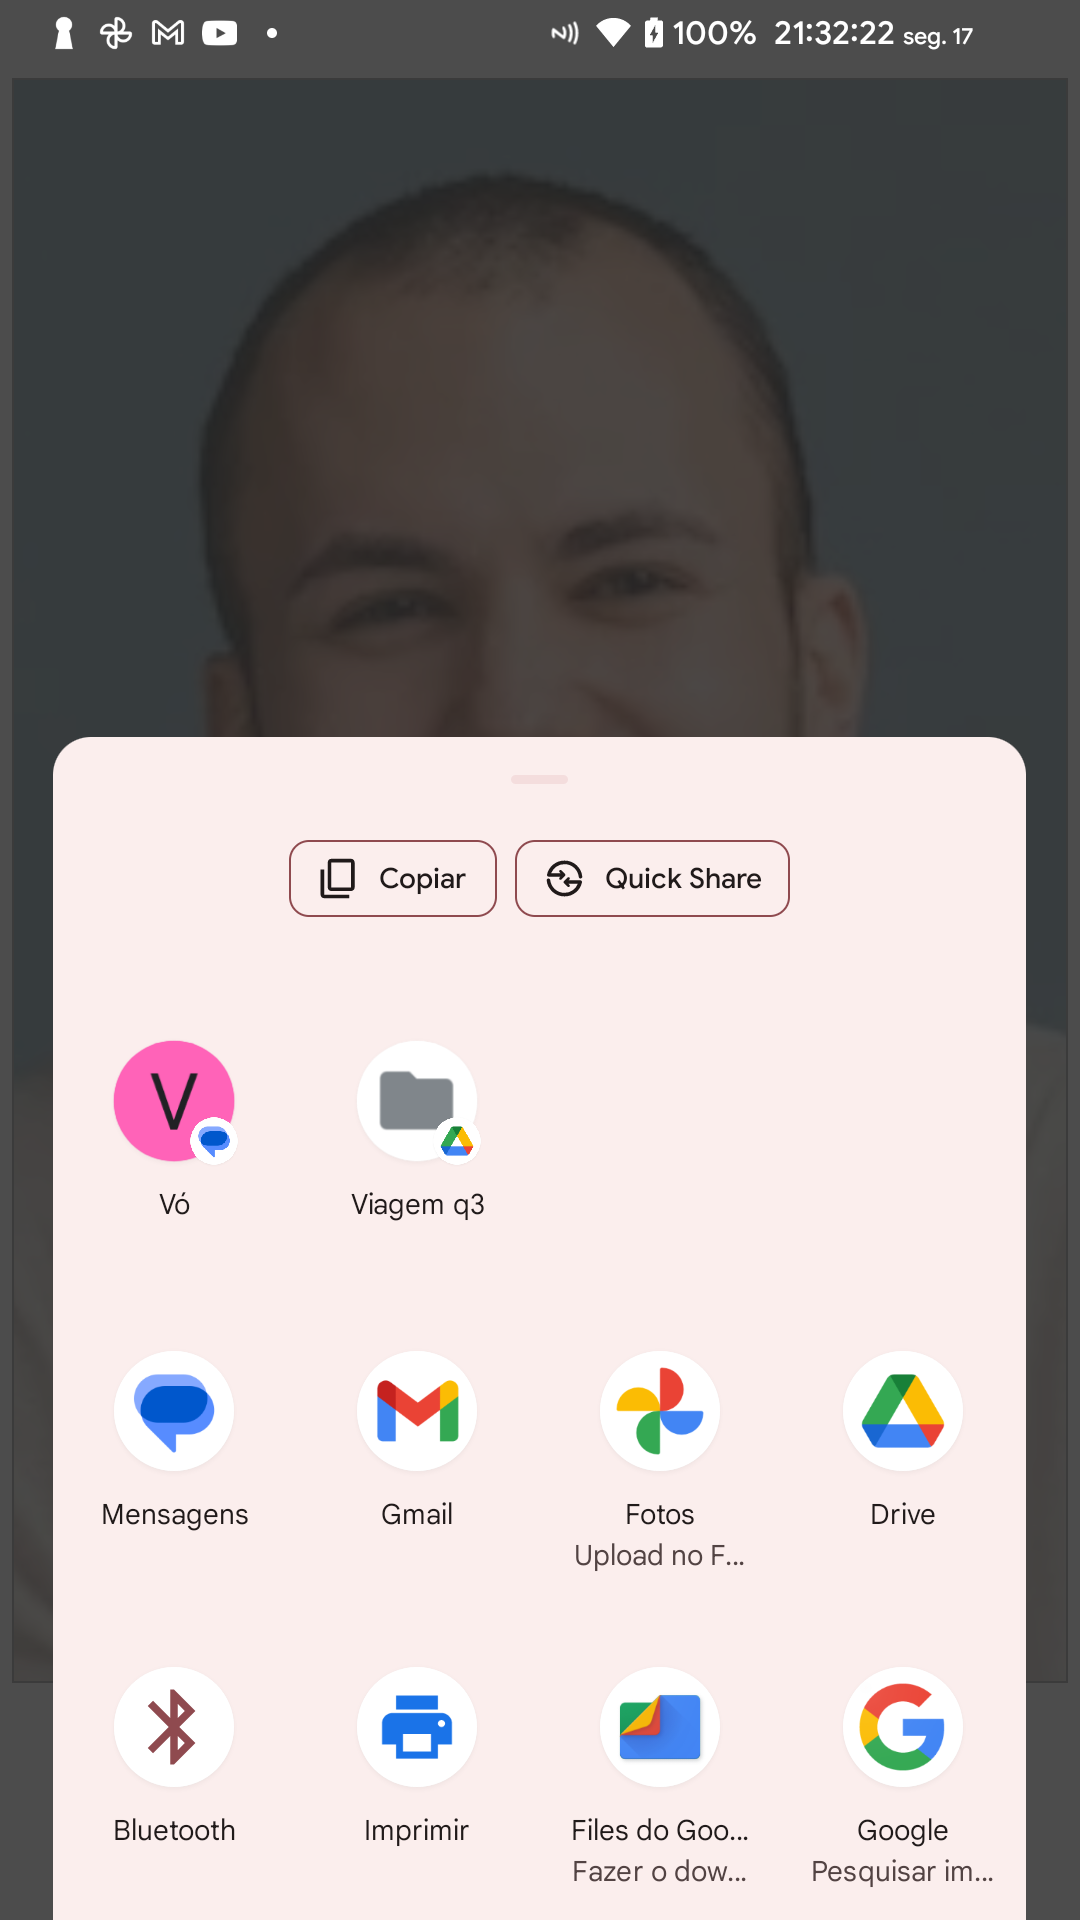 100% 21:32:22 seg. 17
Copiar
Quick Share
V
Vó
Viagem q3
Mensagens
Gmail
Fotos
Upload no F...
Drive
Bluetooth
Imprimir
Files do Goo...
Fazer o dow...
Google
Pesquisar im...